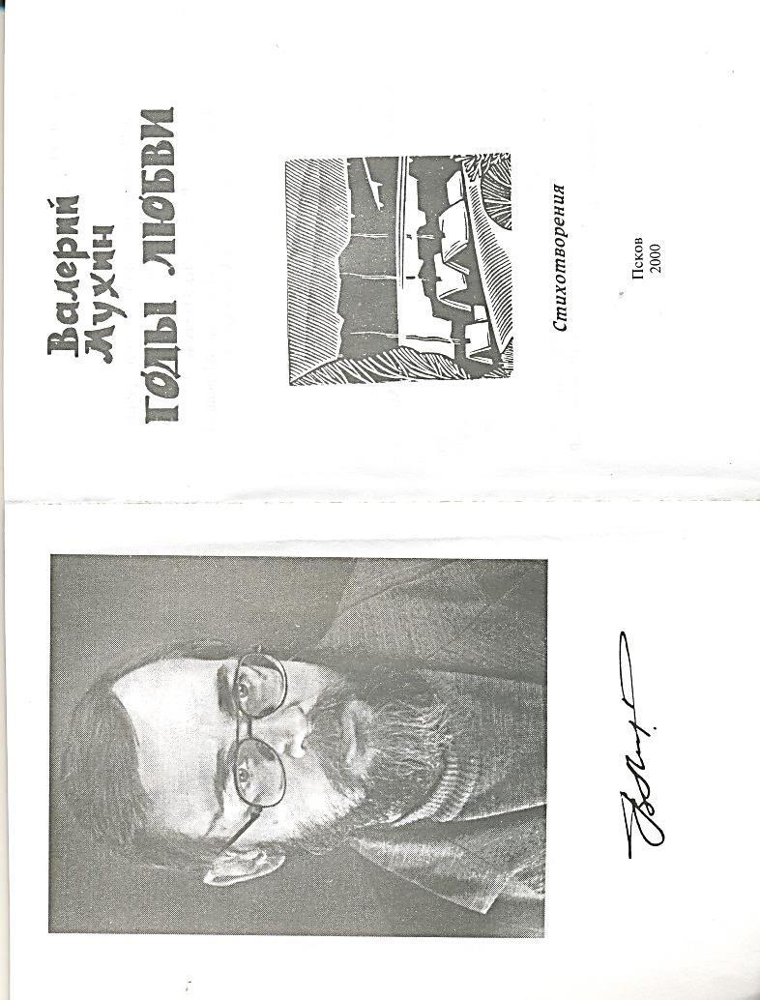 Валерий
Мухин
ГОДЫ ЛЮБВИ
Стихотворения
Псков
2000